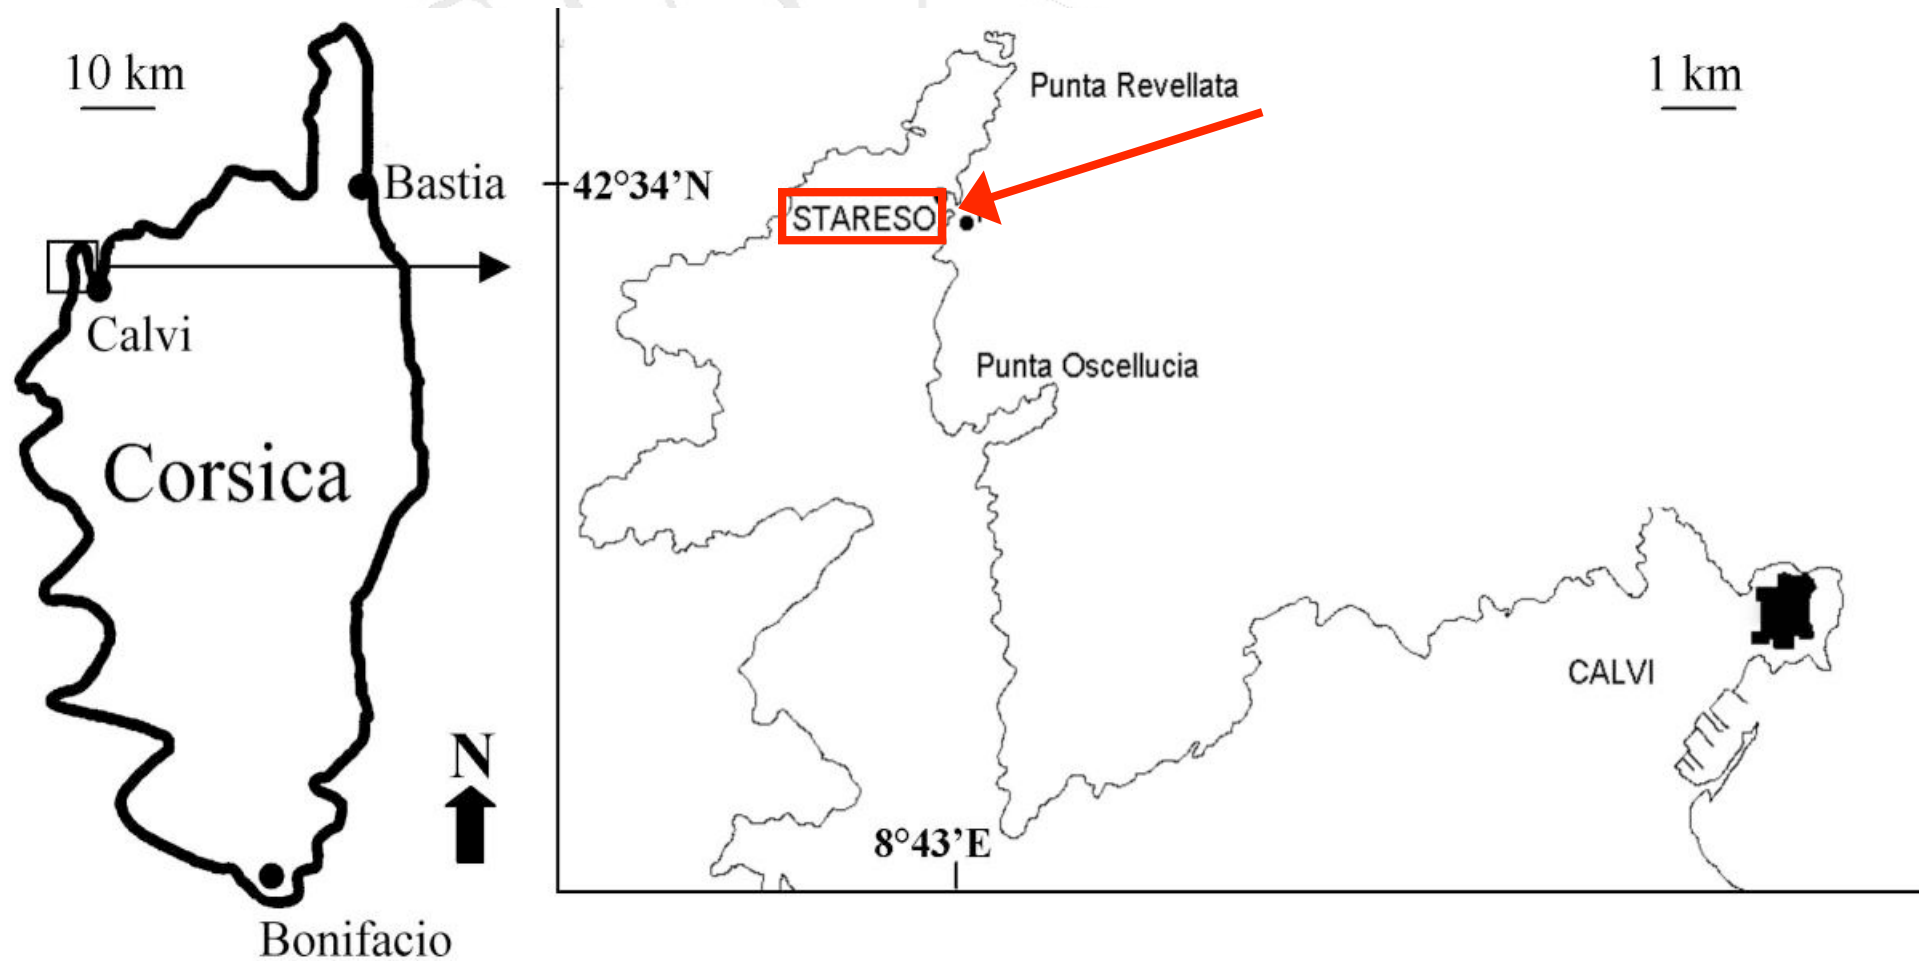 10 km
Bastia
Calvi
Corsica
N
Bonifacio
Punta Revellata
1 km
42°34’N
STARESO
Punta Oscellucia
CALVI
8°43’E